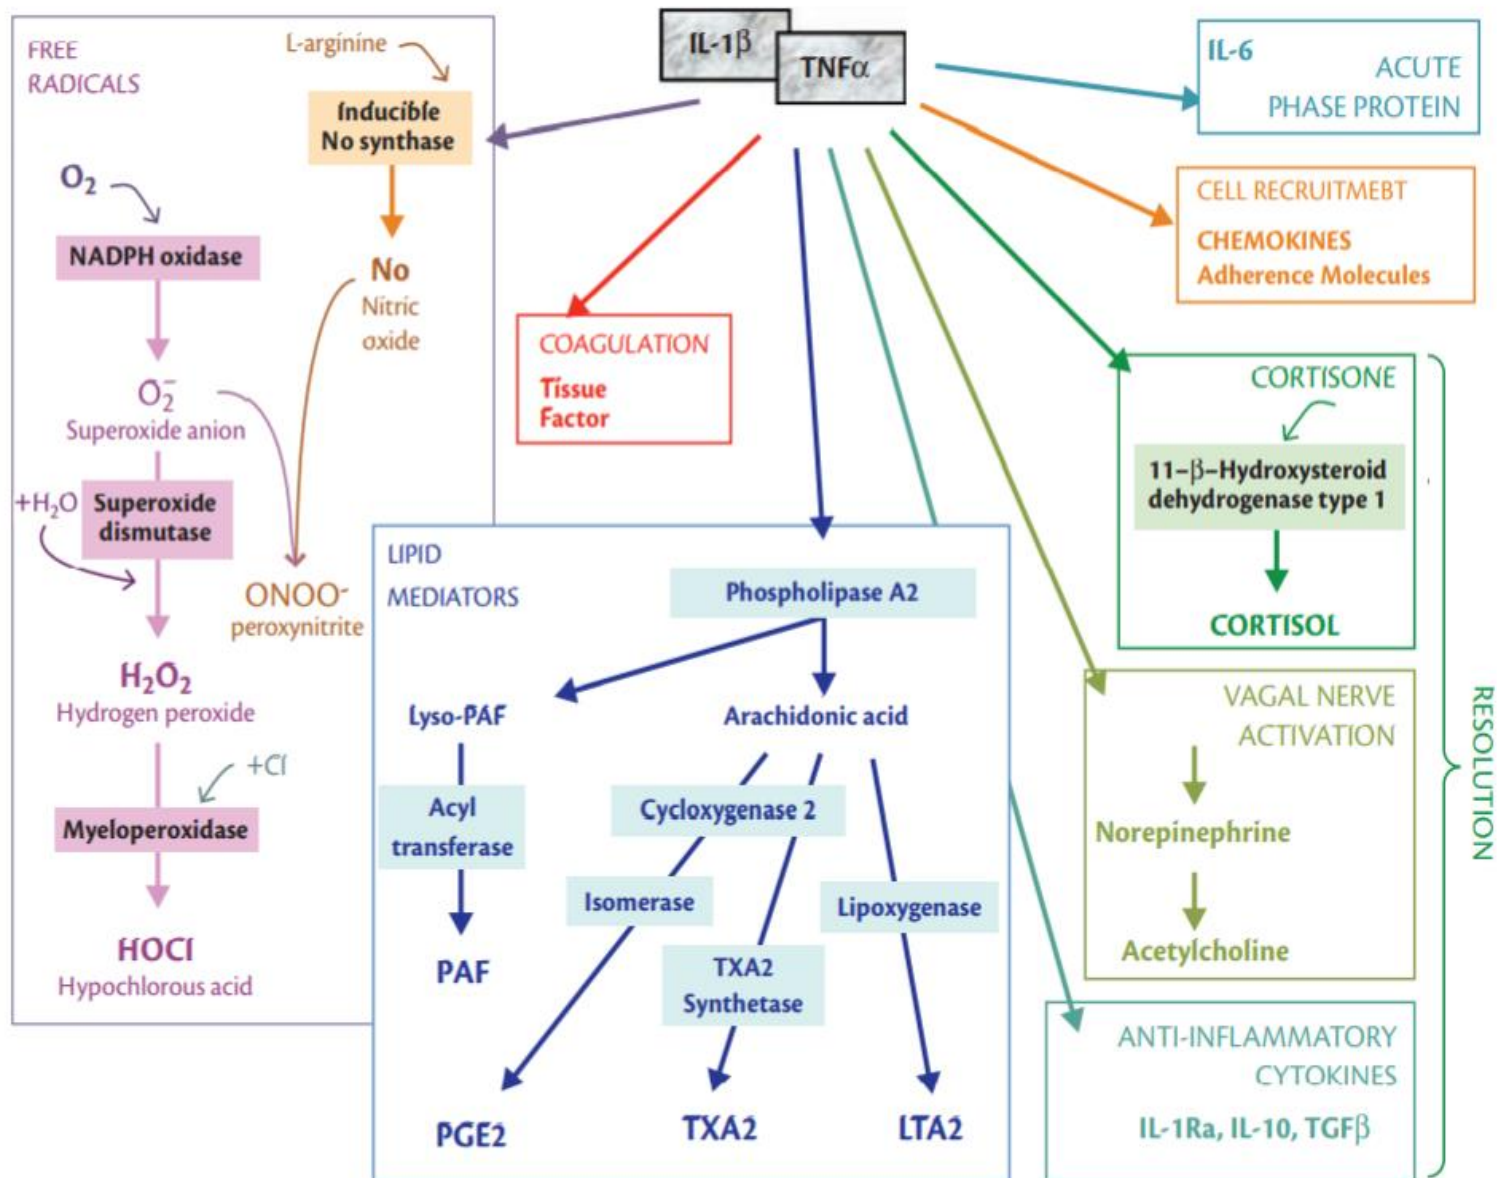 IL-1β
TNFα
FREE
RADICALS
L-arginine
Inducible
No synthase
O₂
NADPH oxidase
No
Nitric
oxide
O₂⁻
Superoxide anion
+H₂O
Superoxide
dismutase
ONOO⁻
peroxynitrite
H₂O₂
Hydrogen peroxide
+Cl
Myeloperoxidase
HOCl
Hypochlorous acid
COAGULATION
Tissue
Factor
LIPID
MEDIATORS
Phospholipase A2
Lyso-PAF
Arachidonic acid
Acyl
transferase
Cycloxygenase 2
Isomerase
Lipoxygenase
PAF
TXA2
Synthetase
PGE2
TXA2
LTA2
IL-6
ACUTE
PHASE PROTEIN
CELL RECRUITMEBT
CHEMOKINES
Adherence Molecules
CORTISONE
11–β–Hydroxysteroid
dehydrogenase type 1
CORTISOL
VAGAL NERVE
ACTIVATION
Norepinephrine
Acetylcholine
ANTI-INFLAMMATORY
CYTOKINES
IL-1Ra, IL-10, TGFβ
RESOLUTION